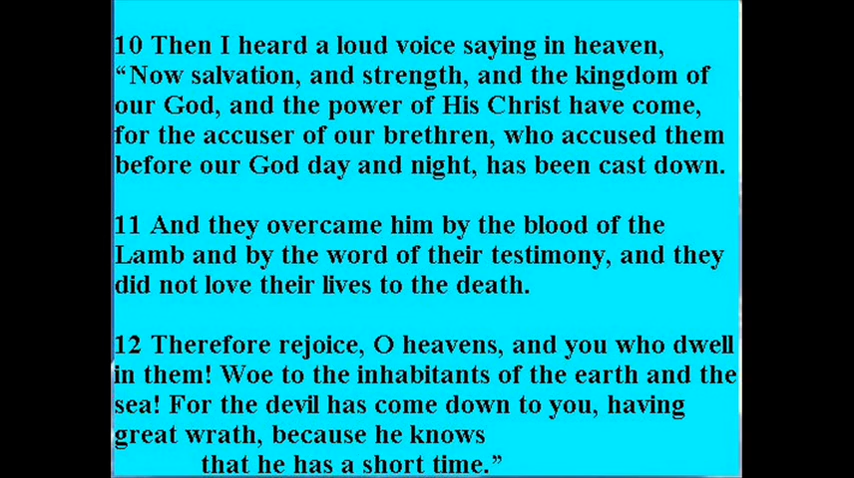 10 Then I heard a loud voice saying in heaven,
“Now salvation, and strength, and the kingdom of
our God, and the power of His Christ have come,
for the accuser of our brethren, who accused them
before our God day and night, has been cast down.
11 And they overcame him by the blood of the
Lamb and by the word of their testimony, and they
did not love their lives to the death.
12 Therefore rejoice, O heavens, and you who dwell
in them! Woe to the inhabitants of the earth and the
sea! For the devil has come down to you, having
great wrath, because he knows
that he has a short time.”